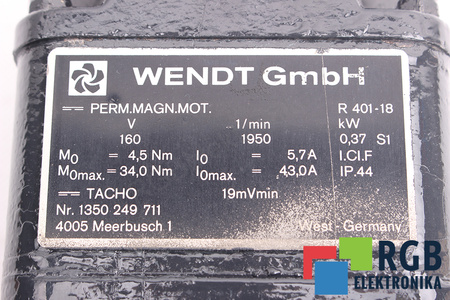 WENDT GmbH
⎓ PERM.MAGN.MOT. R 401-18
V 1/min kW
160 1950 0,37 S1
M0 = 4,5 Nm I0 = 5,7A I.Cl.F
M0max. = 34,0 Nm I0max. = 43,0A IP.44
⎓ TACHO 19mVmin
Nr. 1350 249 711
4005 Meerbusch 1 West-Germany
RGB
ELEKTRONIKA